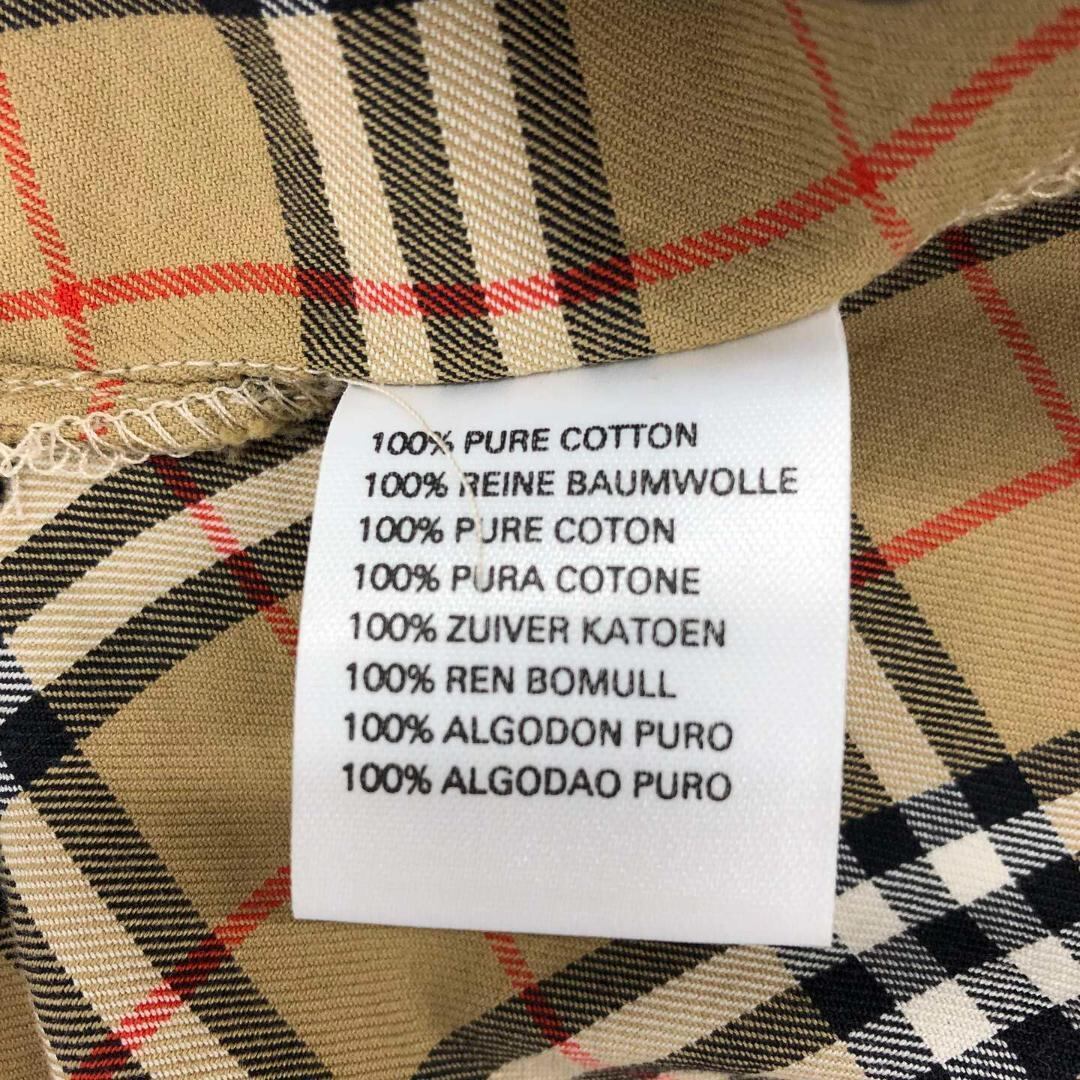 100% PURE COTTON
100% REINE BAUMWOLLE
100% PURE COTON
100% PURA COTONE
100% ZUIVER KATOEN
100% REN BOMULL
100% ALGODON PURO
100% ALGODAO PURO